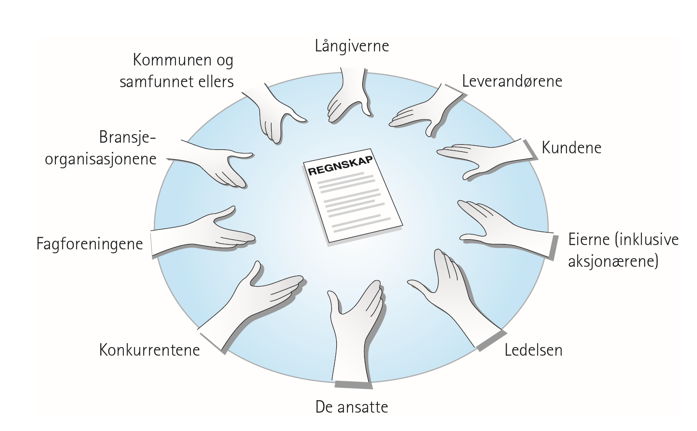 Långiverne
Kommunen og
samfunnet ellers
Leverandørene
Bransje-
organisasjonene
Kundene
REGNSKAP
Fagforeningene
Eierne (inklusive
aksjonærene)
Konkurrentene
Ledelsen
De ansatte